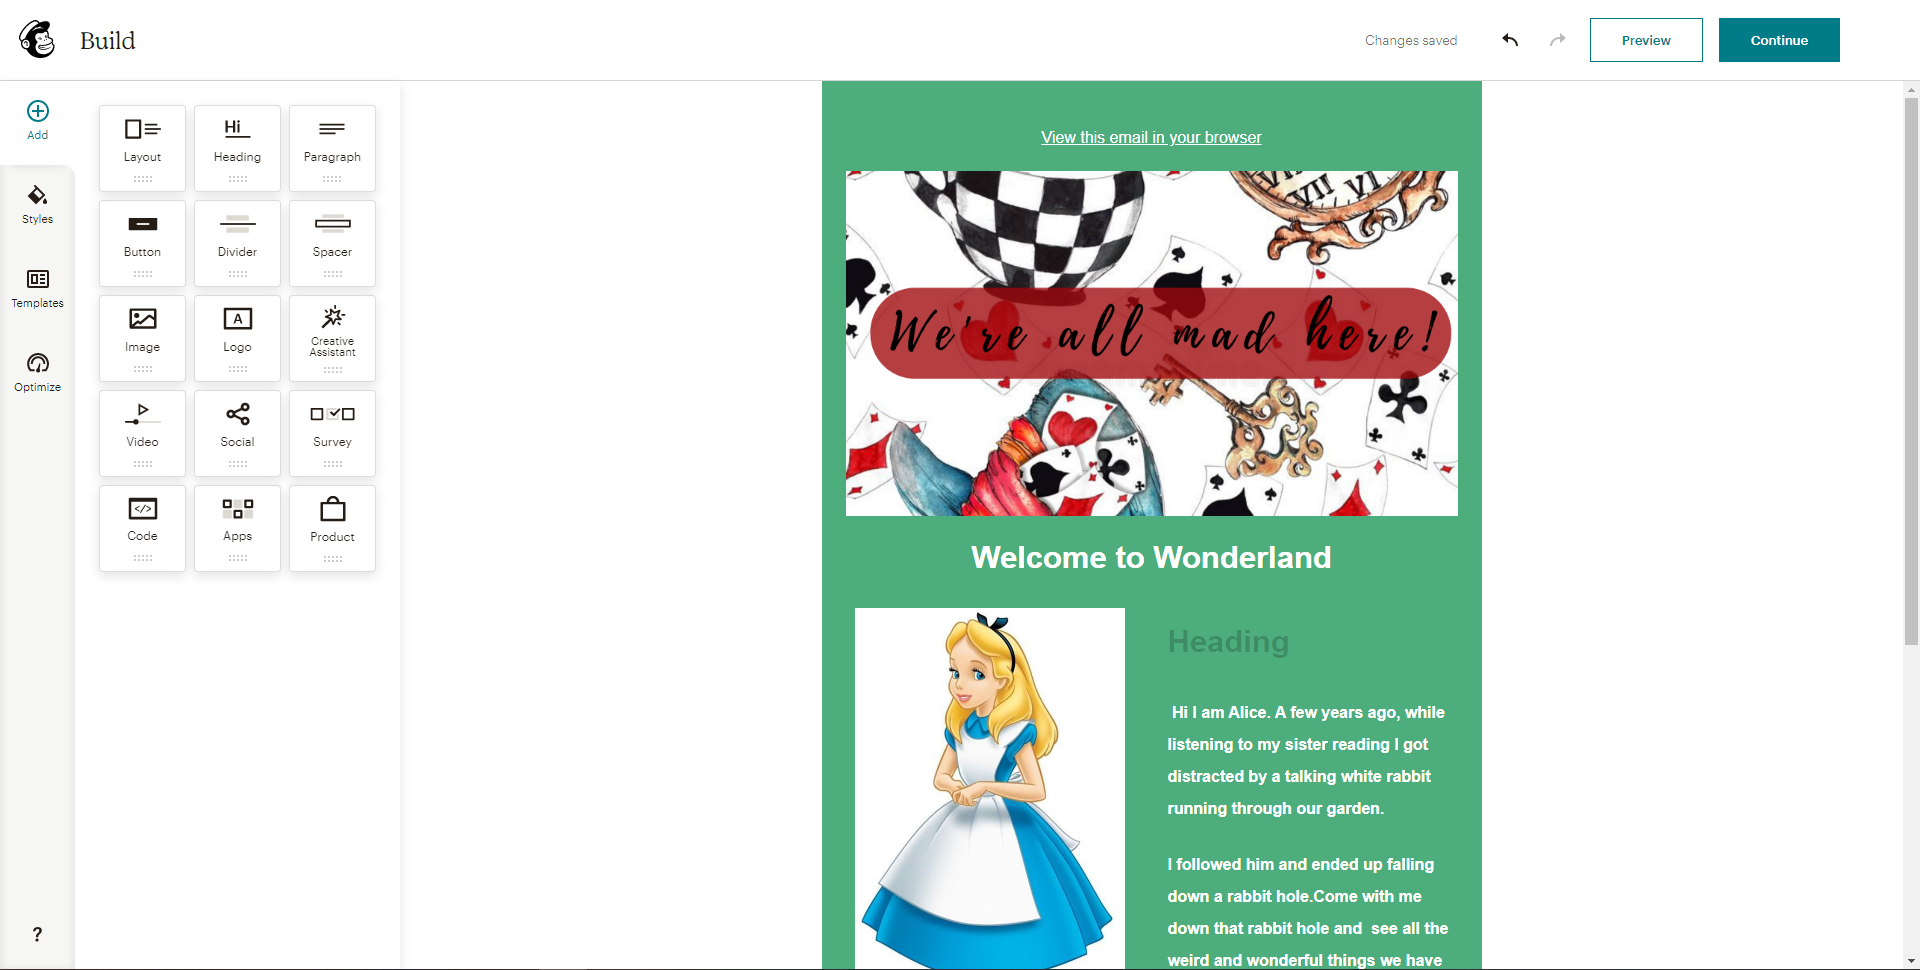 Build
Changes saved
Preview
Continue
Add
Styles
Templates
Optimize
?
Layout
Hi
Heading
Paragraph
Button
Divider
Spacer
Image
A
Logo
Creative
Assistant
Video
Social
Survey
</>
Code
Apps
Product
View this email in your browser
VII VI
We're all mad here!
Welcome to Wonderland
Heading
Hi I am Alice. A few years ago, while
listening to my sister reading I got
distracted by a talking white rabbit
running through our garden.
I followed him and ended up falling
down a rabbit hole.Come with me
down that rabbit hole and  see all the
weird and wonderful things we have